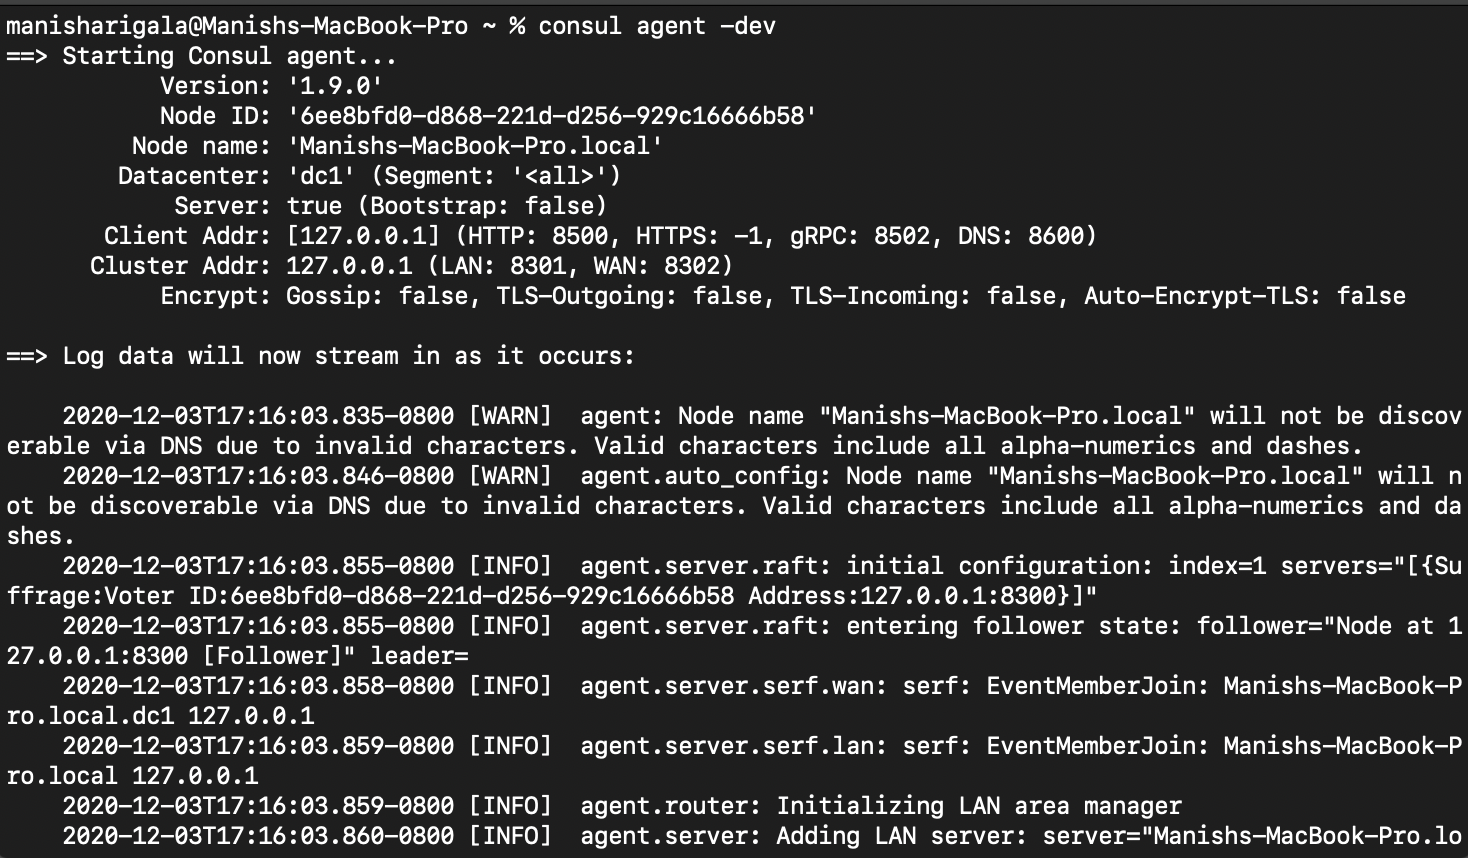 manisharigala@Manishs-MacBook-Pro ~ % consul agent -dev
==> Starting Consul agent...
           Version: '1.9.0'
           Node ID: '6ee8bfd0-d868-221d-d256-929c16666b58'
         Node name: 'Manishs-MacBook-Pro.local'
        Datacenter: 'dc1' (Segment: '<all>')
            Server: true (Bootstrap: false)
       Client Addr: [127.0.0.1] (HTTP: 8500, HTTPS: -1, gRPC: 8502, DNS: 8600)
      Cluster Addr: 127.0.0.1 (LAN: 8301, WAN: 8302)
           Encrypt: Gossip: false, TLS-Outgoing: false, TLS-Incoming: false, Auto-Encrypt-TLS: false

==> Log data will now stream in as it occurs:

    2020-12-03T17:16:03.835-0800 [WARN]  agent: Node name "Manishs-MacBook-Pro.local" will not be discov
erable via DNS due to invalid characters. Valid characters include all alpha-numerics and dashes.
    2020-12-03T17:16:03.846-0800 [WARN]  agent.auto_config: Node name "Manishs-MacBook-Pro.local" will n
ot be discoverable via DNS due to invalid characters. Valid characters include all alpha-numerics and da
shes.
    2020-12-03T17:16:03.855-0800 [INFO]  agent.server.raft: initial configuration: index=1 servers="[{Su
ffrage:Voter ID:6ee8bfd0-d868-221d-d256-929c16666b58 Address:127.0.0.1:8300}]"
    2020-12-03T17:16:03.855-0800 [INFO]  agent.server.raft: entering follower state: follower="Node at 1
27.0.0.1:8300 [Follower]" leader=
    2020-12-03T17:16:03.858-0800 [INFO]  agent.server.serf.wan: serf: EventMemberJoin: Manishs-MacBook-P
ro.local.dc1 127.0.0.1
    2020-12-03T17:16:03.859-0800 [INFO]  agent.server.serf.lan: serf: EventMemberJoin: Manishs-MacBook-P
ro.local 127.0.0.1
    2020-12-03T17:16:03.859-0800 [INFO]  agent.router: Initializing LAN area manager
    2020-12-03T17:16:03.860-0800 [INFO]  agent.server: Adding LAN server: server="Manishs-MacBook-Pro.lo